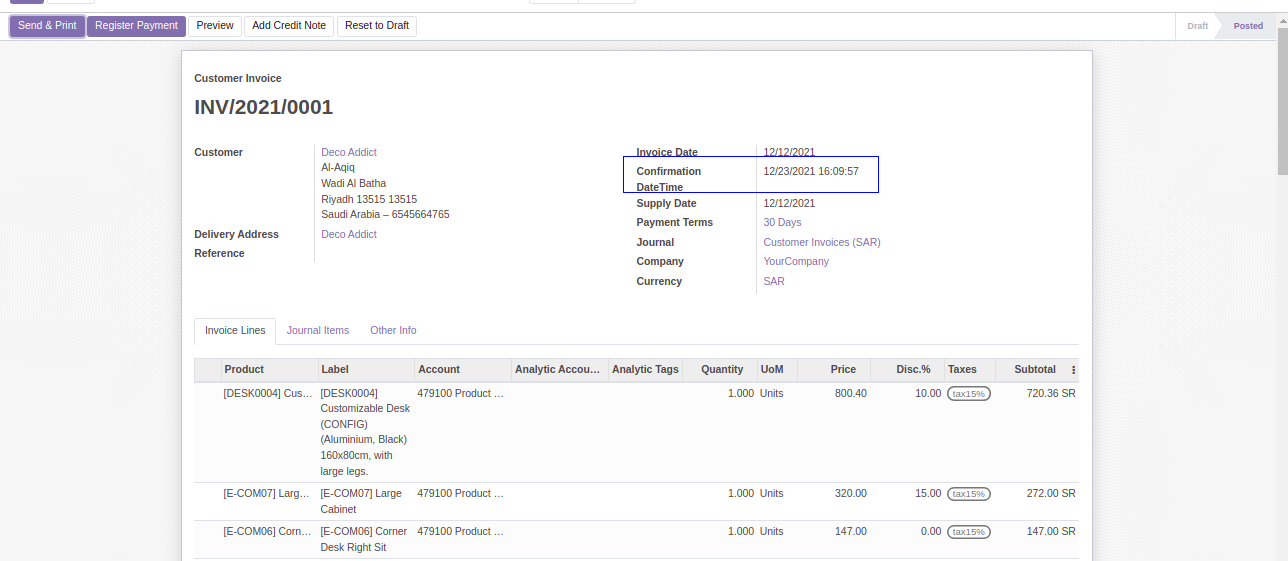 Send & Print Register Payment Preview Add Credit Note Reset to Draft Draft Posted
Customer Invoice
INV/2021/0001
Customer Deco Addict
Al-Aqiq
Wadi Al Batha
Riyadh 13515 13515
Saudi Arabia – 6545664765
Delivery Address Deco Addict
Reference
Invoice Date 12/12/2021
Confirmation DateTime 12/23/2021 16:09:57
Supply Date 12/12/2021
Payment Terms 30 Days
Journal Customer Invoices (SAR)
Company YourCompany
Currency SAR
Invoice Lines Journal Items Other Info
Product Label Account Analytic Accou... Analytic Tags Quantity UoM Price Disc.% Taxes Subtotal
[DESK0004] Cus... [DESK0004] 479100 Product ... 1.000 Units 800.40 10.00 tax15% 720.36 SR
Customizable Desk
(CONFIG)
(Aluminium, Black)
160x80cm, with
large legs.
[E-COM07] Larg... [E-COM07] Large 479100 Product ... 1.000 Units 320.00 15.00 tax15% 272.00 SR
Cabinet
[E-COM06] Corn... [E-COM06] Corner 479100 Product ... 1.000 Units 147.00 0.00 tax15% 147.00 SR
Desk Right Sit